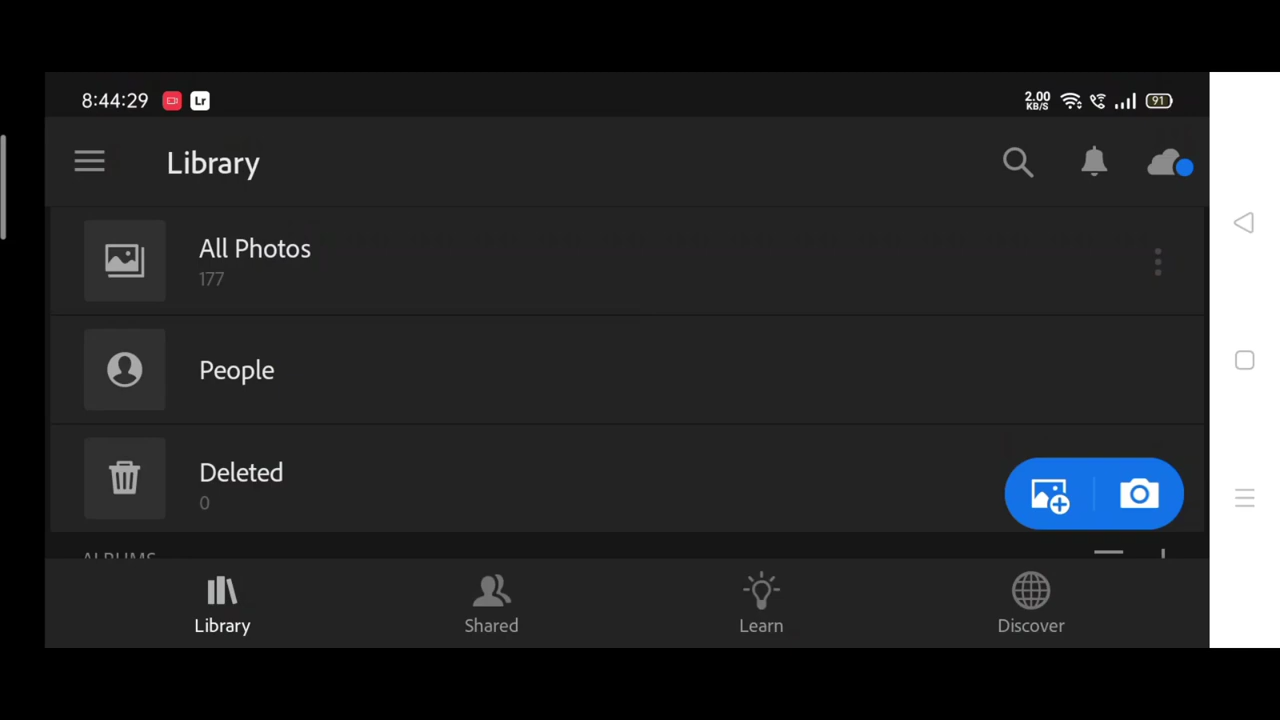 8:44:29 Lr 2.00 KB/S 91
Library
All Photos
177
People
Deleted
0
ALBUMS
Library Shared Learn Discover